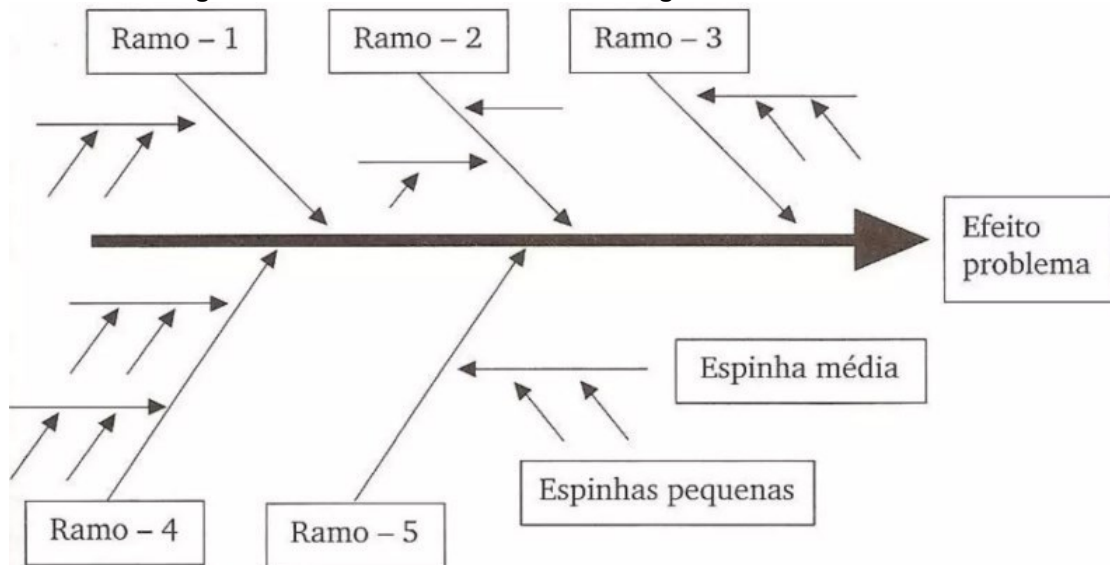 Ramo – 1
Ramo – 2
Ramo – 3
Efeito
problema
Espinha média
Espinhas pequenas
Ramo – 4
Ramo – 5